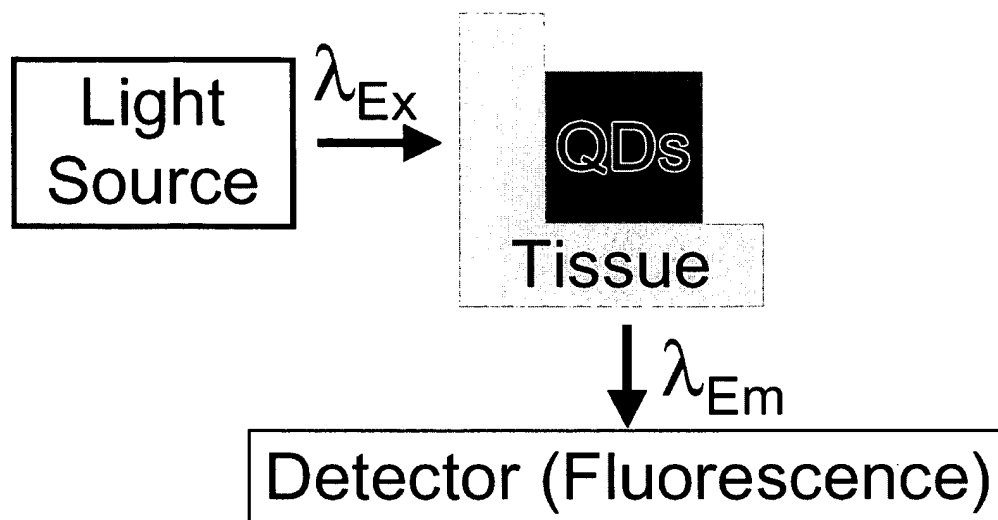 Light
Source
λEx
QDs
Tissue
λEm
Detector (Fluorescence)